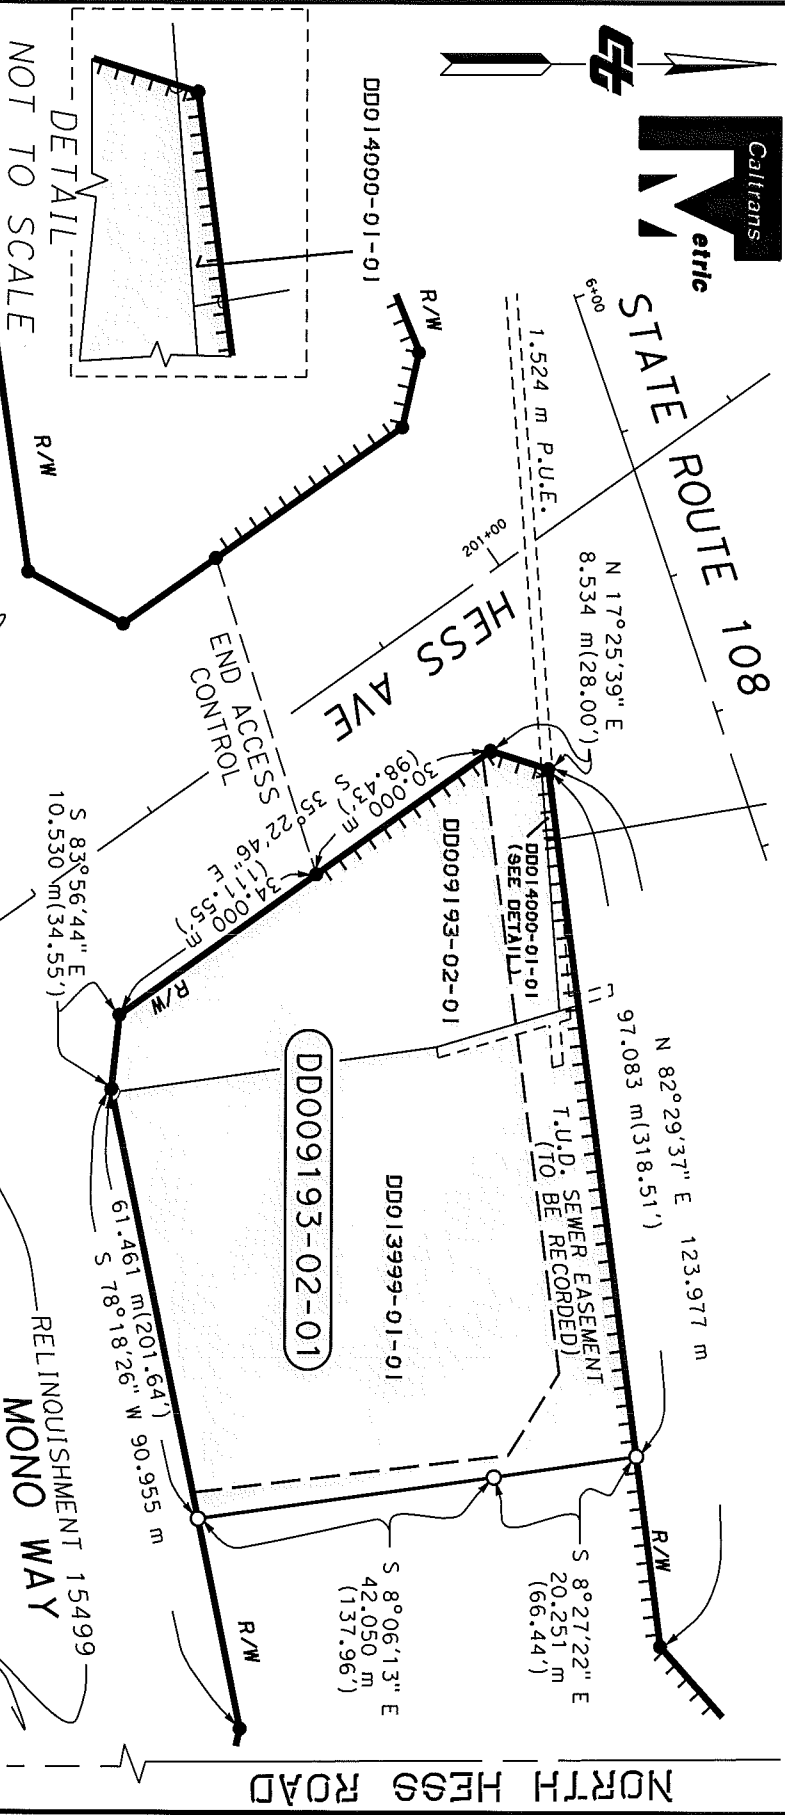 Caltrans
Metric
STATE ROUTE 108
6+00
1.524 m P.U.E.
201+00
HESS AVE
N 17°25'39" E
8.534 m(28.00')
DD014000-01-01
DETAIL
NOT TO SCALE
R/W
R/W
END ACCESS
CONTROL
30.000 m
(98.43')
S 35°22'46" E
34.000 m
(111.55')
R/W
S 83°56'44" E
10.530 m(34.55')
DD014000-01-01
(SEE DETAIL)
DD009193-02-01
DD009193-02-01
DD013999-01-01
N 82°29'37" E 123.977 m
97.083 m(318.51')
T.U.D. SEWER EASEMENT
(TO BE RECORDED)
61.461 m(201.64')
S 78°18'26" W 90.955 m
S 8°27'22" E
20.251 m
(66.44')
S 8°06'13" E
42.050 m
(137.96')
R/W
R/W
RELINQUISHMENT 15499
MONO WAY
NORTH HESS ROAD